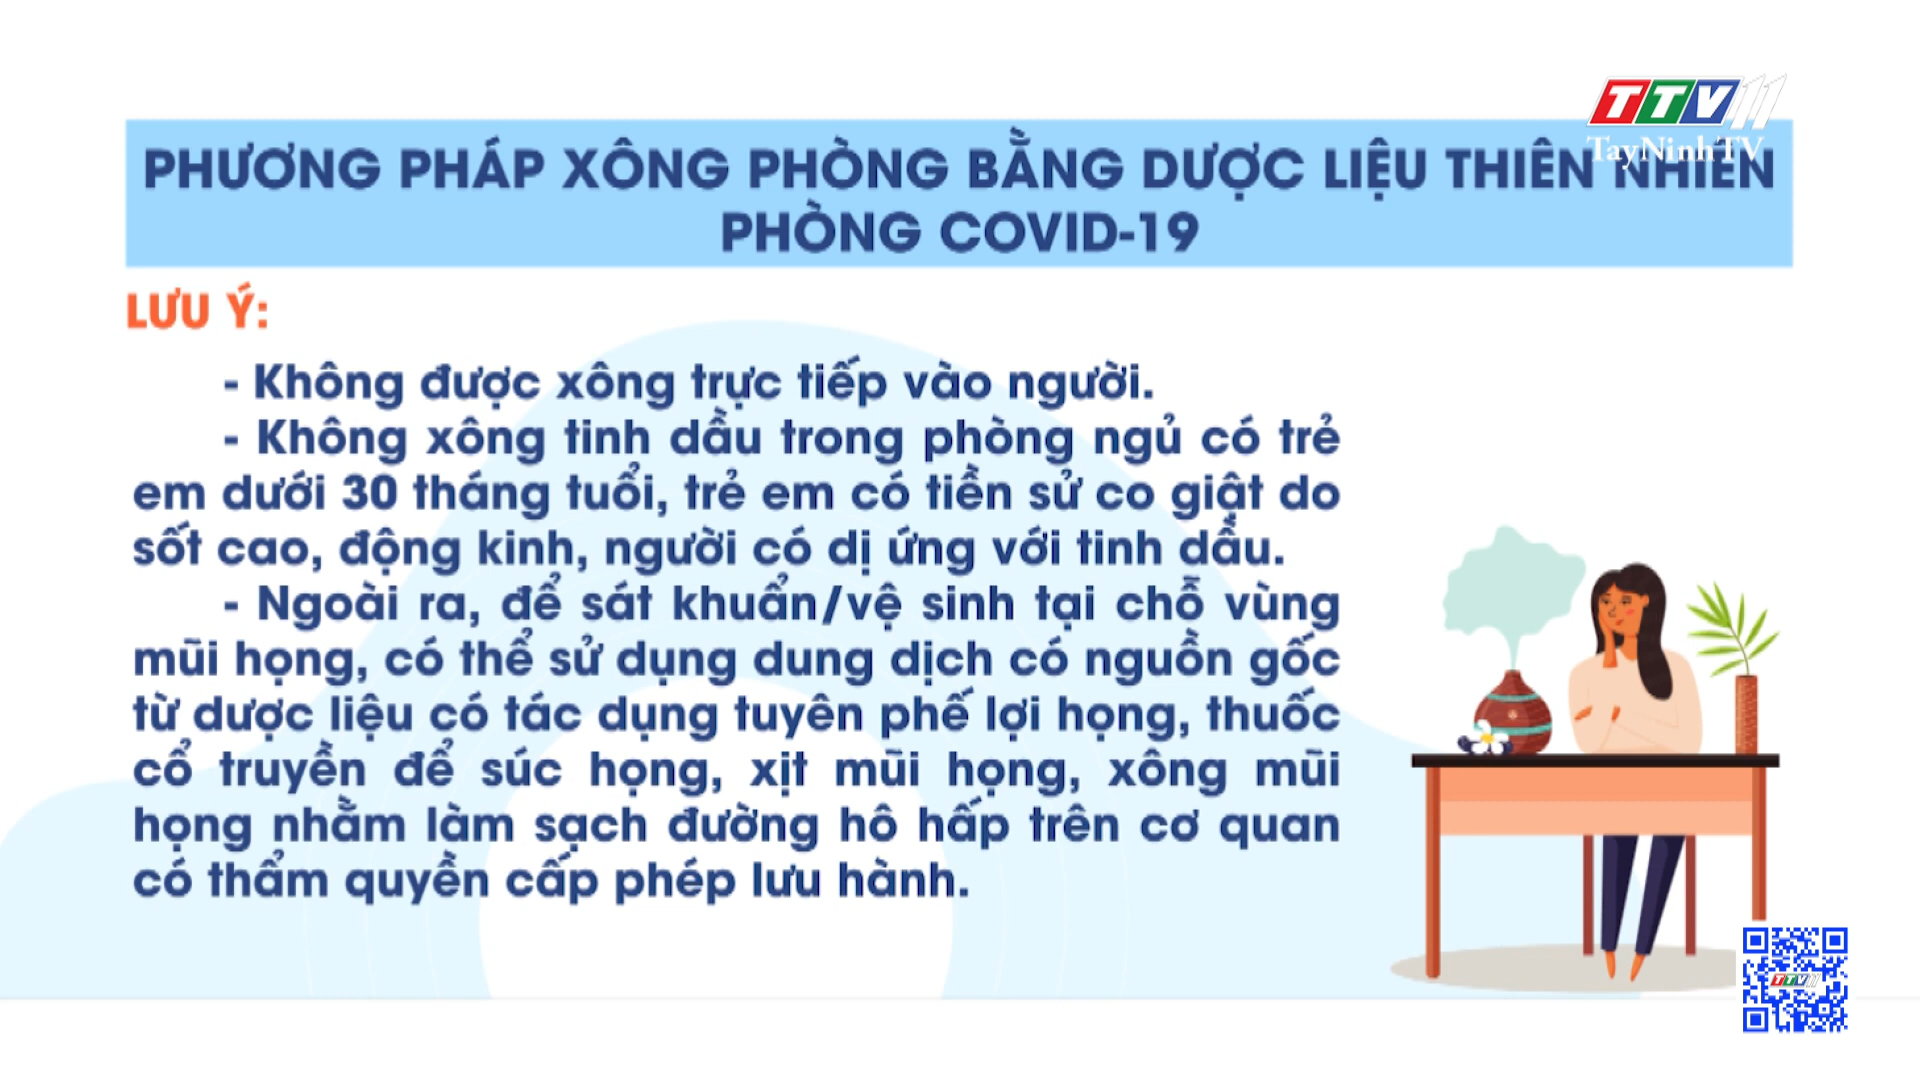 TTV11
TayNinhTV
PHƯƠNG PHÁP XÔNG PHÒNG BẰNG DƯỢC LIỆU THIÊN NHIÊN
PHÒNG COVID-19
LƯU Ý:
- Không được xông trực tiếp vào người.
- Không xông tinh dầu trong phòng ngủ có trẻ
em dưới 30 tháng tuổi, trẻ em có tiền sử co giật do
sốt cao, động kinh, người có dị ứng với tinh dầu.
- Ngoài ra, để sát khuẩn/vệ sinh tại chỗ vùng
mũi họng, có thể sử dụng dung dịch có nguồn gốc
từ dược liệu có tác dụng tuyên phế lợi họng, thuốc
cổ truyền để súc họng, xịt mũi họng, xông mũi
họng nhằm làm sạch đường hô hấp trên cơ quan
có thẩm quyền cấp phép lưu hành.
TTV11